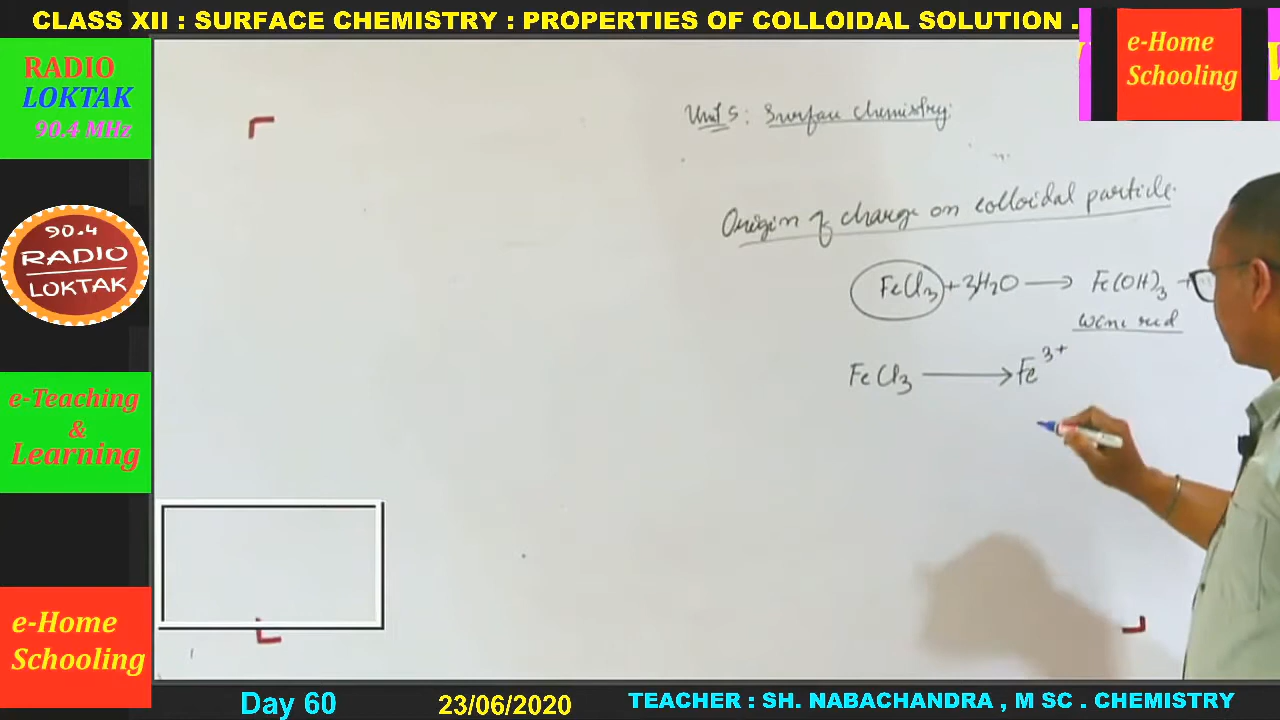 CLASS XII : SURFACE CHEMISTRY : PROPERTIES OF COLLOIDAL SOLUTION .
RADIO
LOKTAK
90.4 MHz
e-Home
Schooling
90.4
RADIO
LOKTAK
Unit 5 : Surface chemistry.
Origin of charge on colloidal particle.
FeCl3 + 3H2O ⟶ Fe(OH)3 +
wine red
FeCl3 ⟶ Fe3+
e-Teaching
&
Learning
e-Home
Schooling
Day 60
23/06/2020
TEACHER : SH. NABACHANDRA , M SC . CHEMISTRY